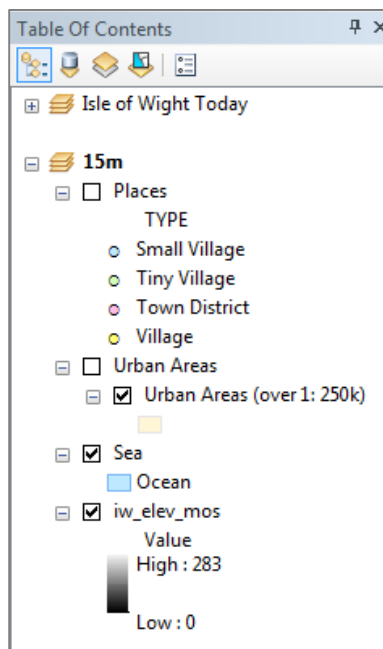 Table Of Contents
Isle of Wight Today
15m
Places
TYPE
Small Village
Tiny Village
Town District
Village
Urban Areas
Urban Areas (over 1: 250k)
Sea
Ocean
iw_elev_mos
Value
High : 283
Low : 0